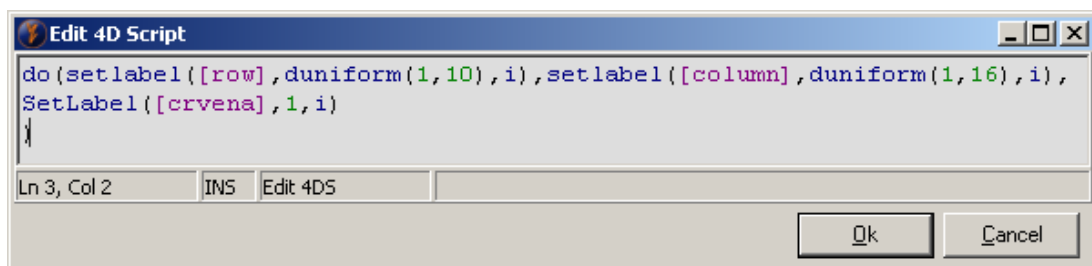 Edit 4D Script
do(setlabel([row],duniform(1,10),i),setlabel([column],duniform(1,16),i),
SetLabel([crvena],1,i)
)
Ln 3, Col 2 INS Edit 4DS
Ok Cancel